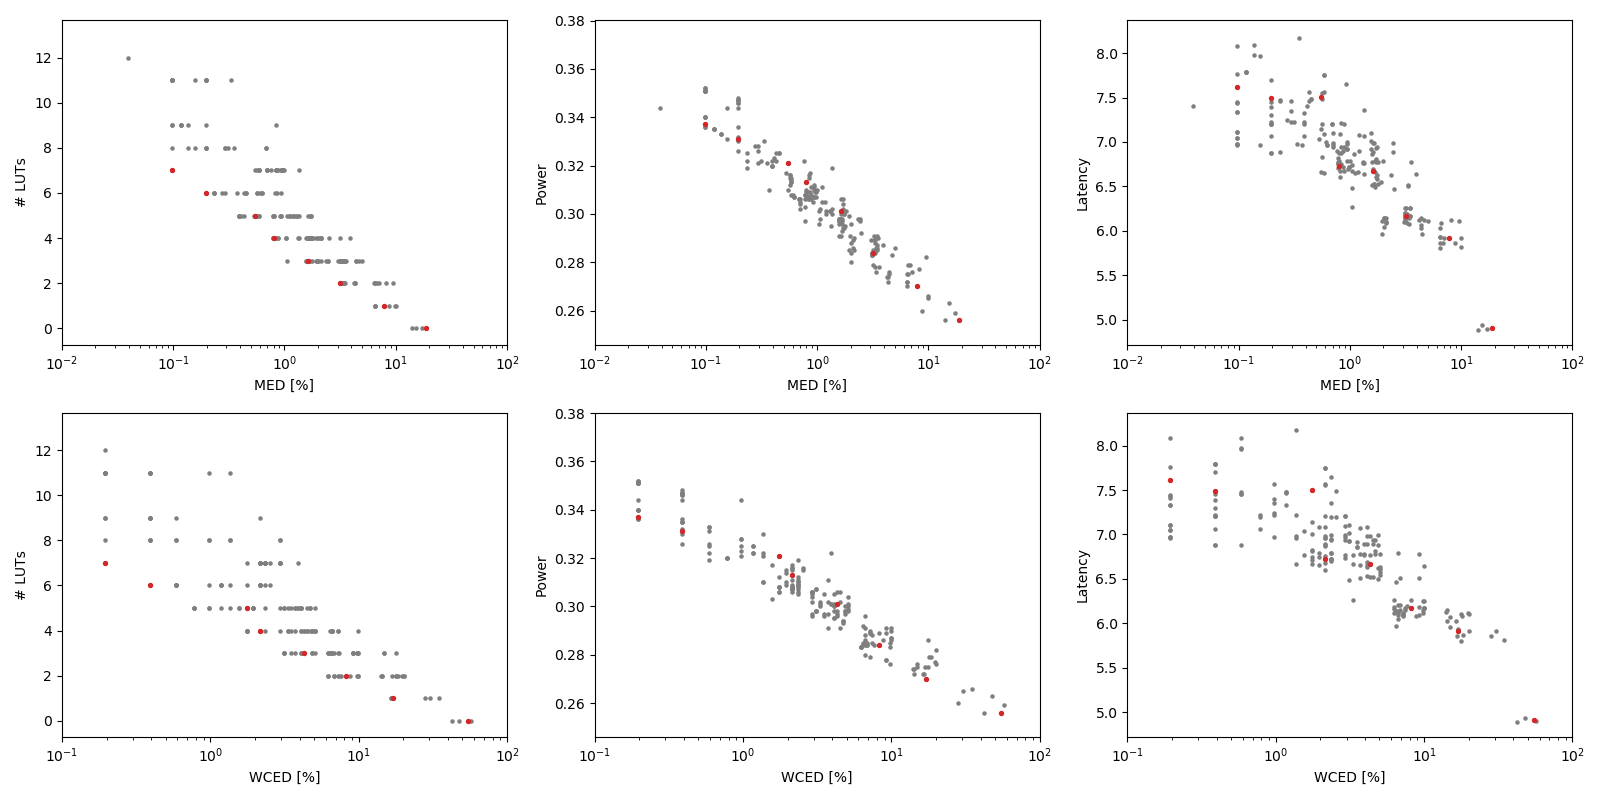 # LUTs
12
10
8
6
4
2
0
10⁻² 10⁻¹ 10⁰ 10¹ 10²
MED [%]
Power
0.38
0.36
0.34
0.32
0.30
0.28
0.26
10⁻² 10⁻¹ 10⁰ 10¹ 10²
MED [%]
Latency
8.0
7.5
7.0
6.5
6.0
5.5
5.0
10⁻² 10⁻¹ 10⁰ 10¹ 10²
MED [%]
# LUTs
12
10
8
6
4
2
0
10⁻¹ 10⁰ 10¹ 10²
WCED [%]
Power
0.38
0.36
0.34
0.32
0.30
0.28
0.26
10⁻¹ 10⁰ 10¹ 10²
WCED [%]
Latency
8.0
7.5
7.0
6.5
6.0
5.5
5.0
10⁻¹ 10⁰ 10¹ 10²
WCED [%]